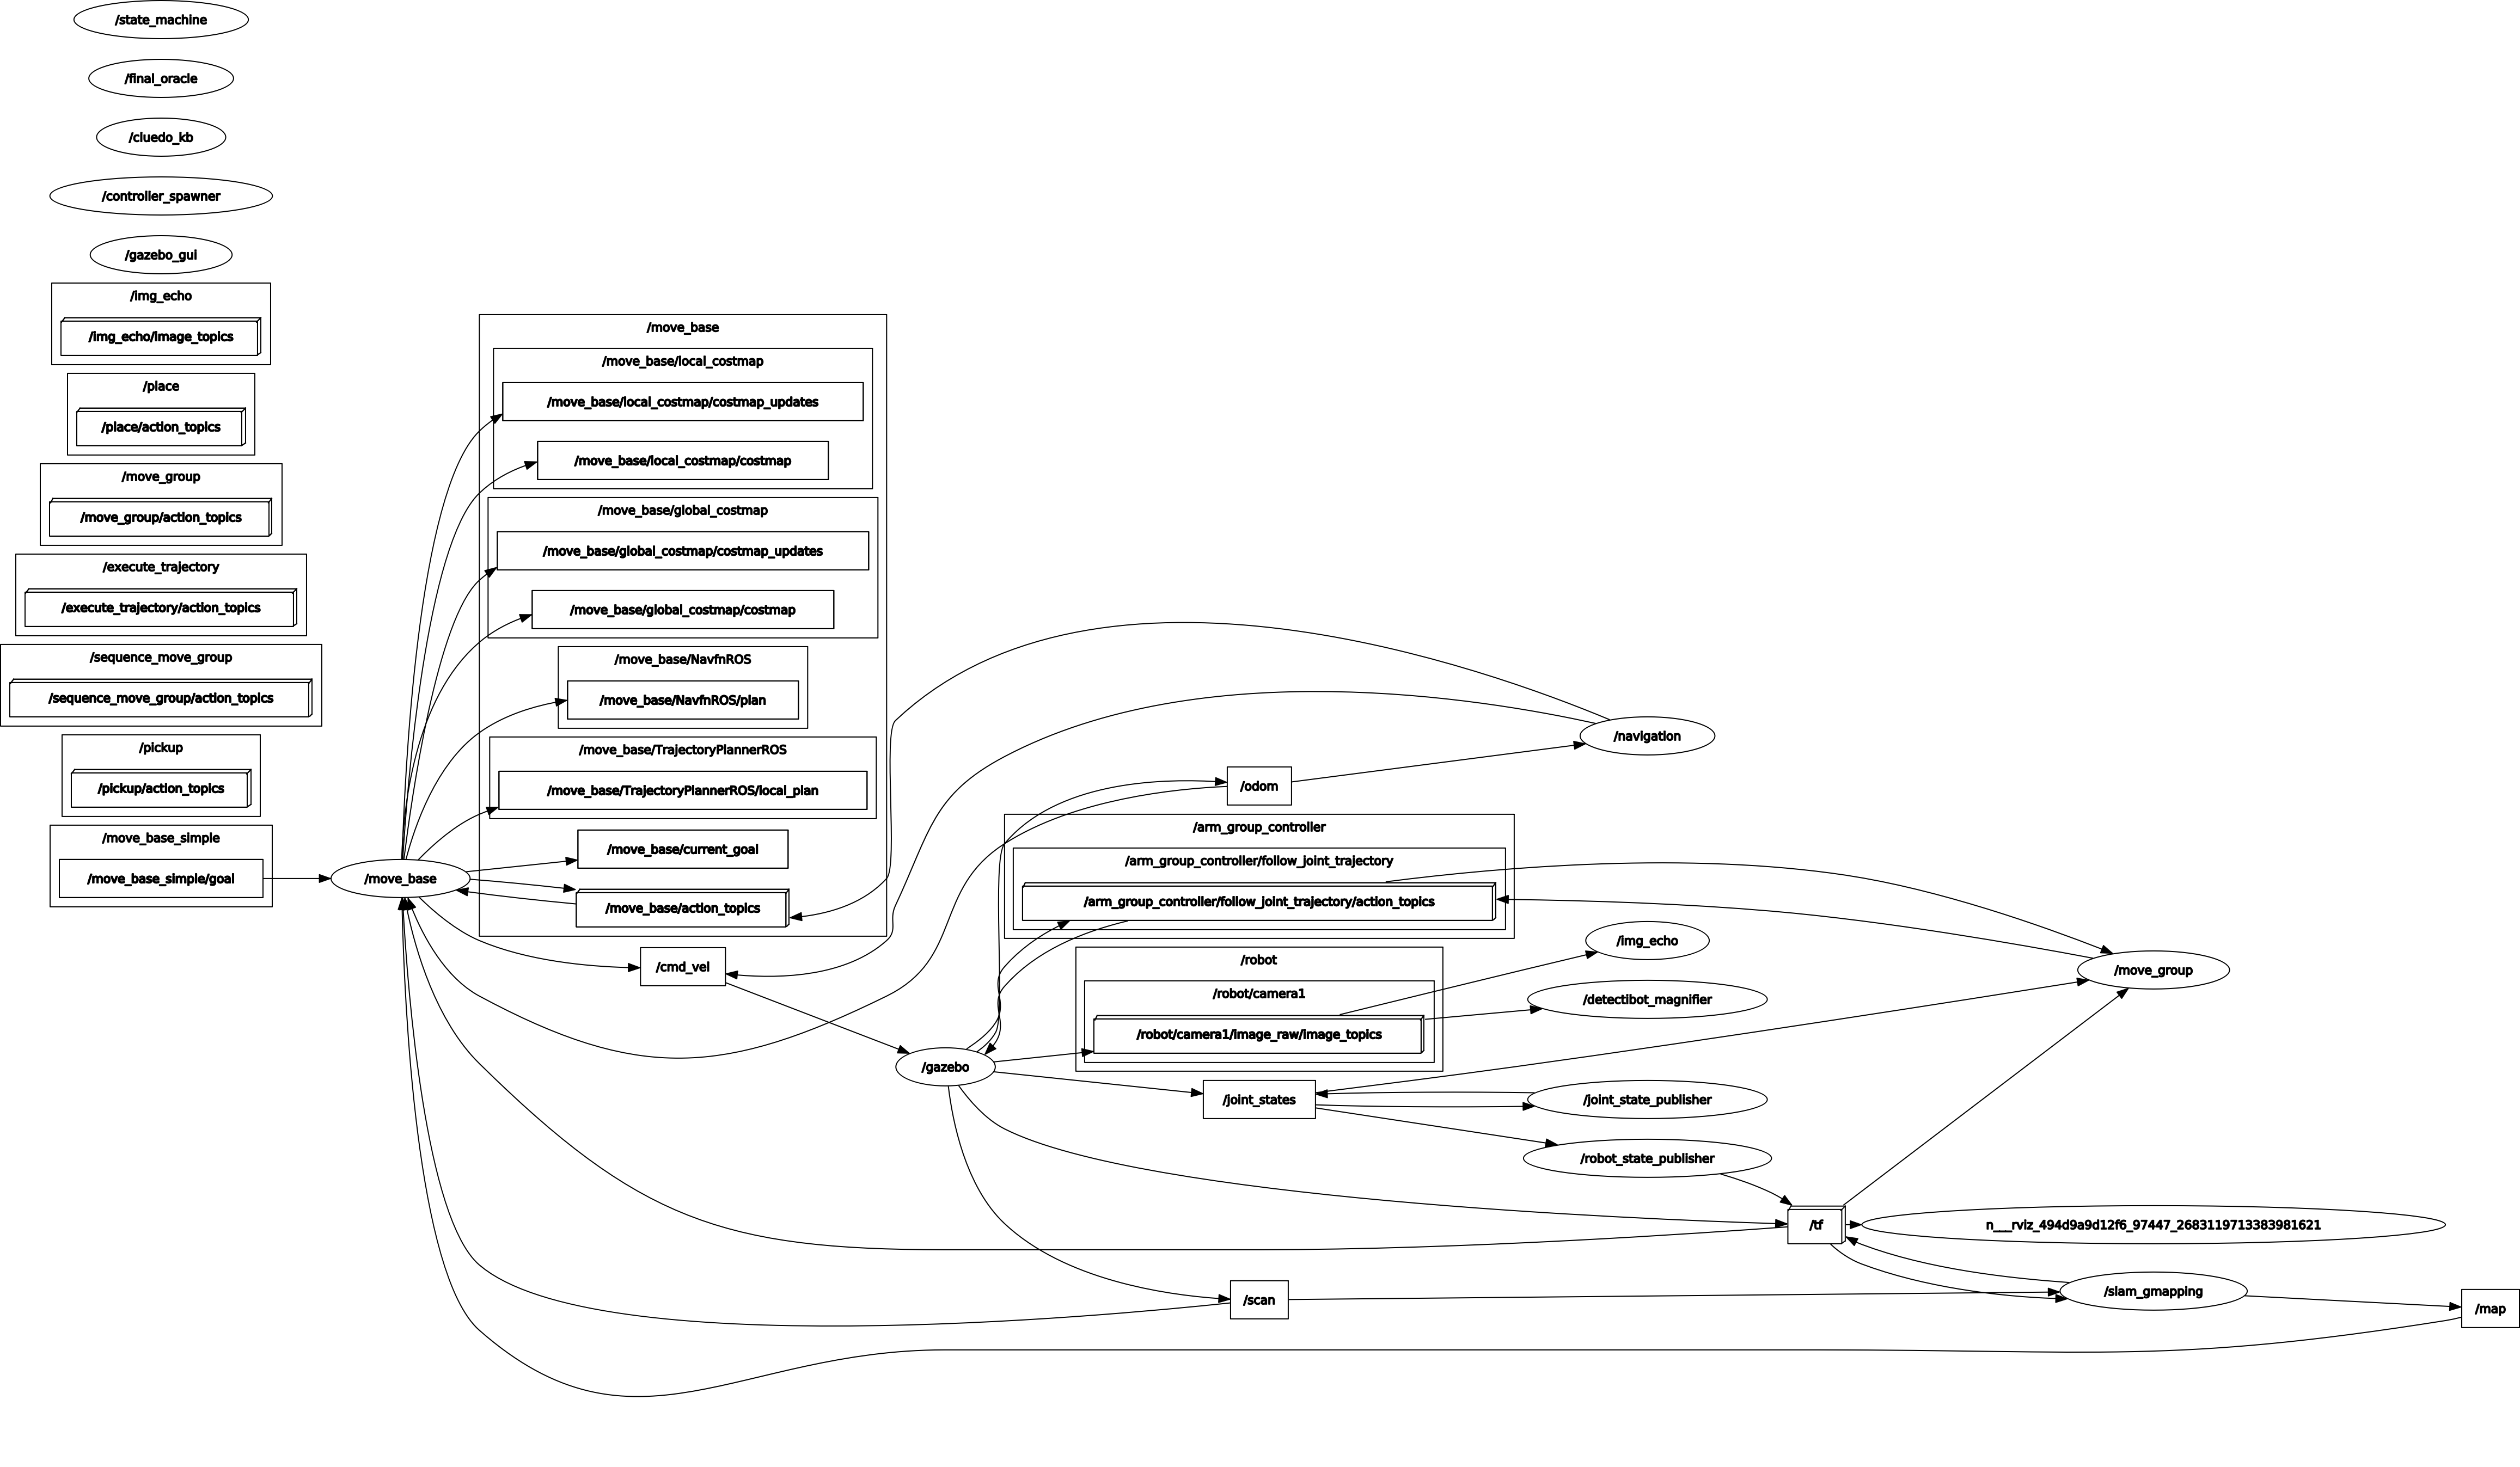 /state_machine
/final_oracle
/cluedo_kb
/controller_spawner
/gazebo_gui
/img_echo
/img_echo/image_topics
/place
/place/action_topics
/move_group
/move_group/action_topics
/execute_trajectory
/execute_trajectory/action_topics
/sequence_move_group
/sequence_move_group/action_topics
/pickup
/pickup/action_topics
/move_base_simple
/move_base_simple/goal
/move_base
/move_base
/move_base/local_costmap
/move_base/local_costmap/costmap_updates
/move_base/local_costmap/costmap
/move_base/global_costmap
/move_base/global_costmap/costmap_updates
/move_base/global_costmap/costmap
/move_base/NavfnROS
/move_base/NavfnROS/plan
/move_base/TrajectoryPlannerROS
/move_base/TrajectoryPlannerROS/local_plan
/move_base/current_goal
/move_base/action_topics
/cmd_vel
/gazebo
/odom
/arm_group_controller
/arm_group_controller/follow_joint_trajectory
/arm_group_controller/follow_joint_trajectory/action_topics
/robot
/robot/camera1
/robot/camera1/image_raw/image_topics
/joint_states
/scan
/navigation
/img_echo
/detectibot_magnifier
/joint_state_publisher
/robot_state_publisher
/tf
/move_group
n___rviz_494d9a9d12f6_97447_2683119713383981621
/slam_gmapping
/map